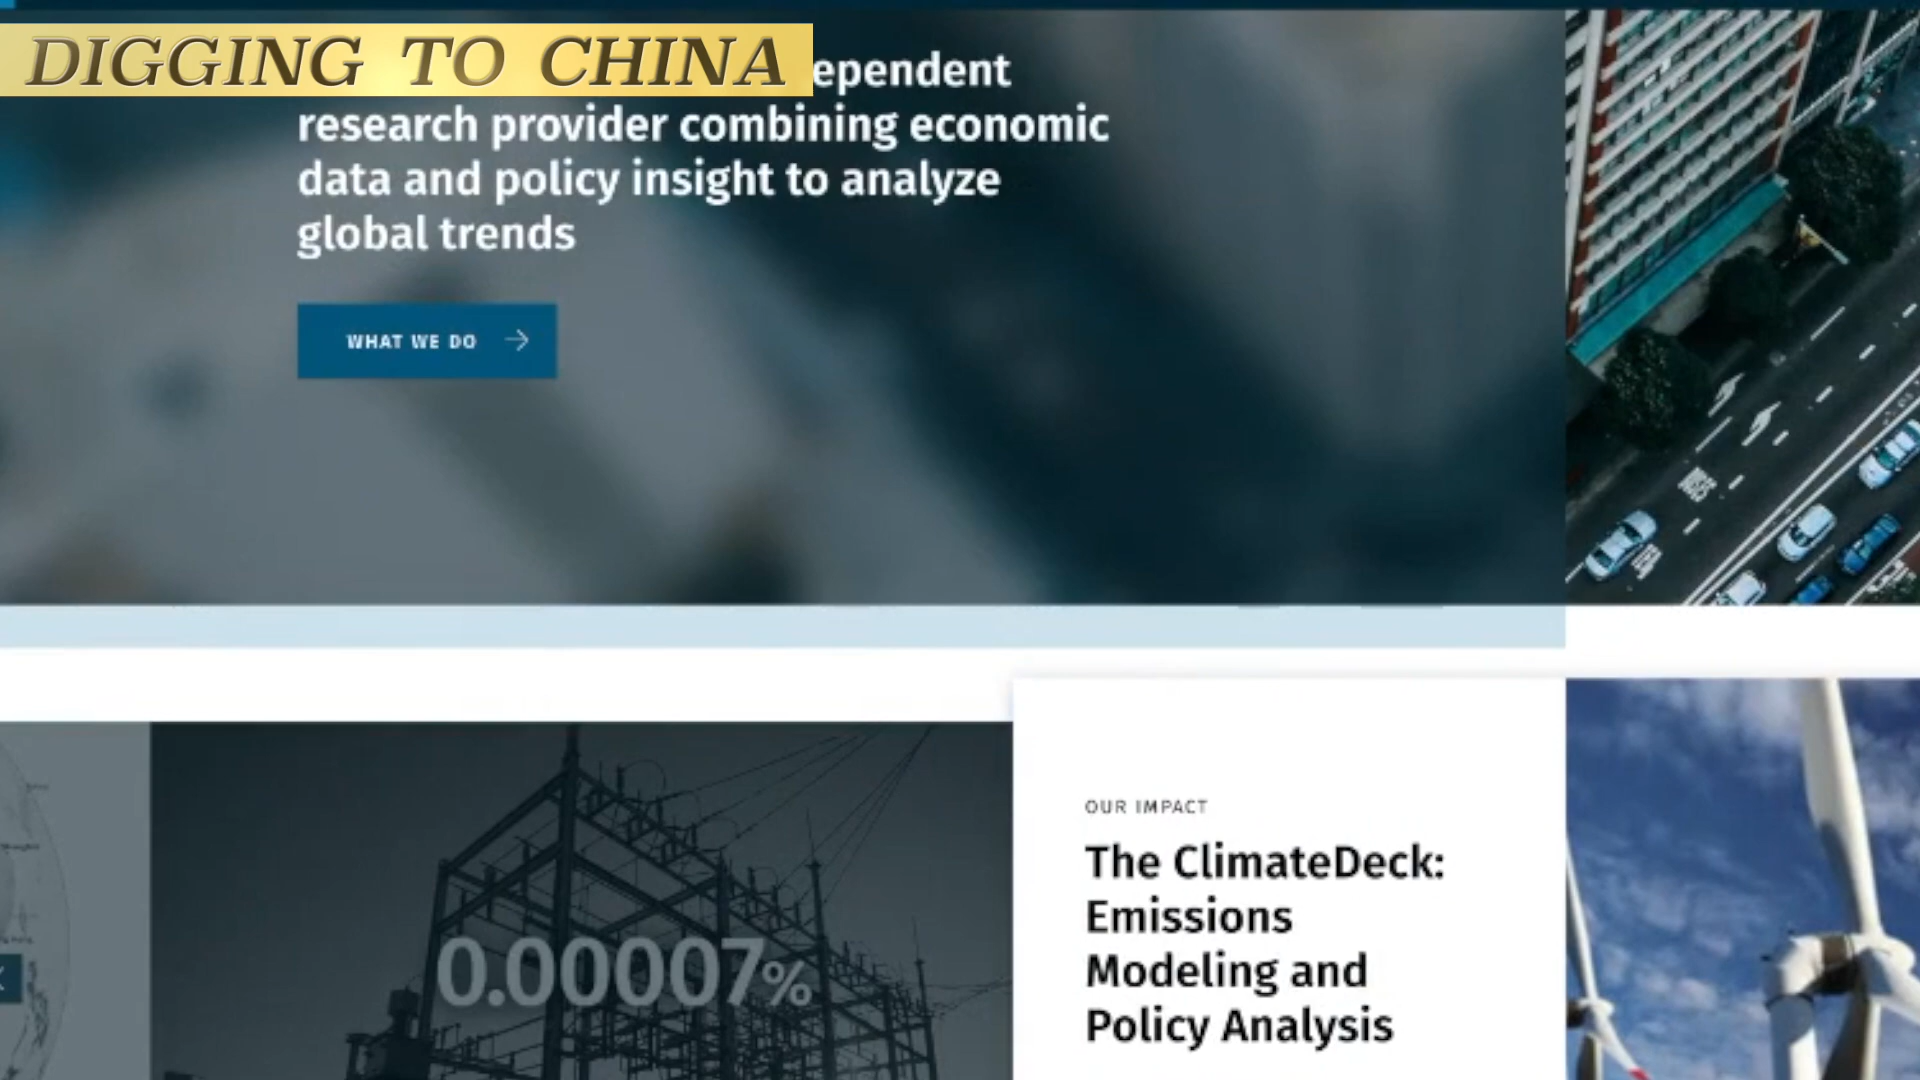 DIGGING TO CHINA
ependent
research provider combining economic
data and policy insight to analyze
global trends
WHAT WE DO
0.00007%
OUR IMPACT
The ClimateDeck:
Emissions
Modeling and
Policy Analysis